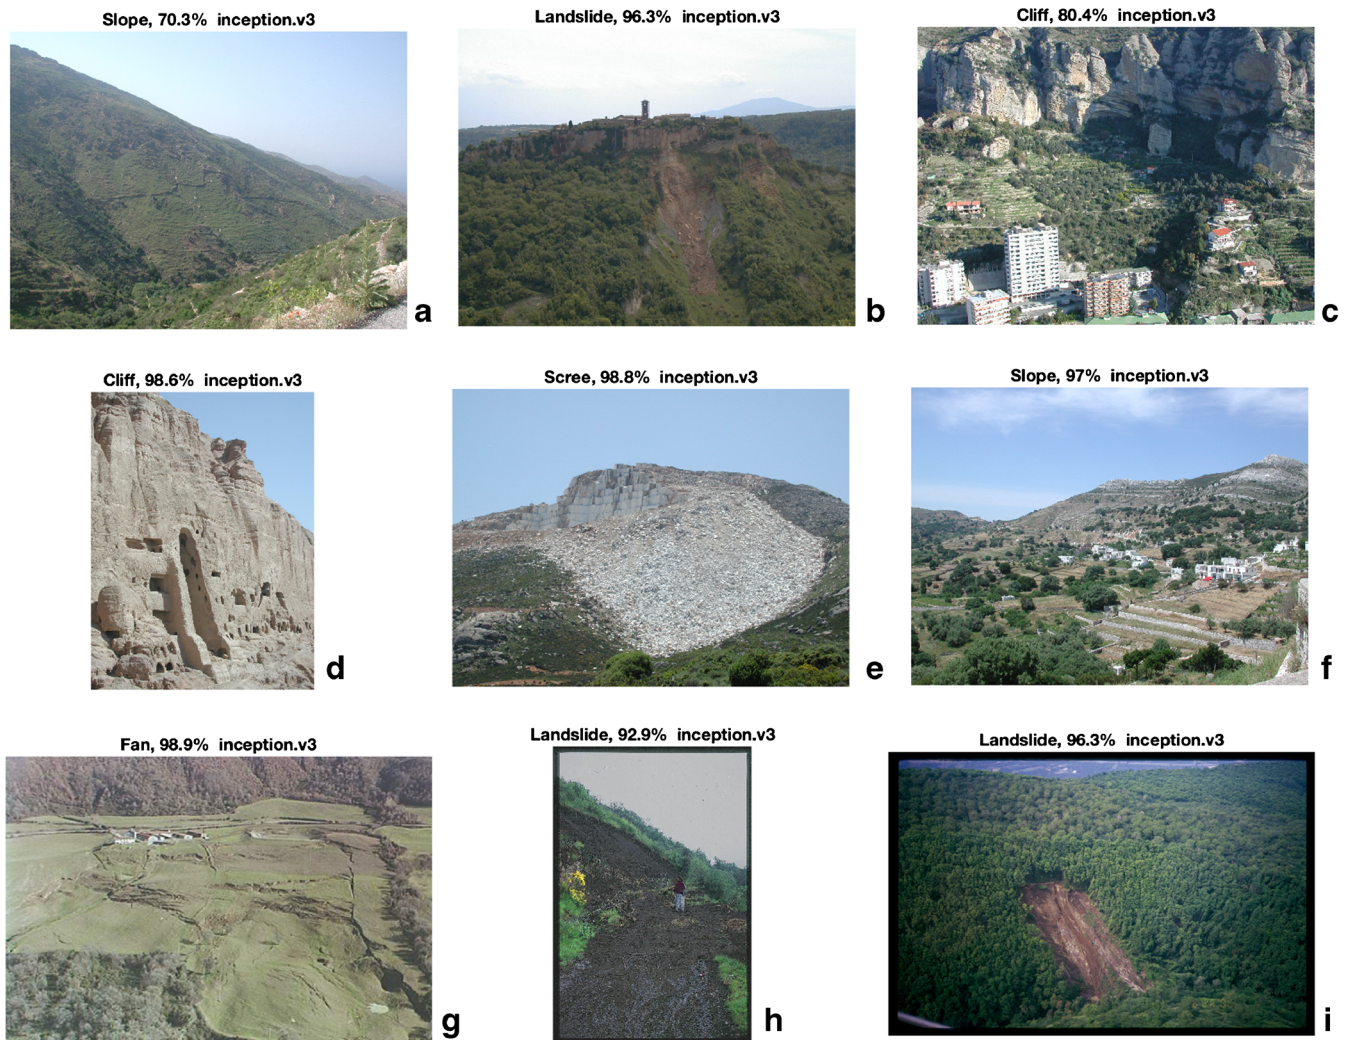 Slope, 70.3%  inception.v3
Landslide, 96.3%  inception.v3
Cliff, 80.4%  inception.v3
a
b
c
Cliff, 98.6%  inception.v3
Scree, 98.8%  inception.v3
Slope, 97%  inception.v3
d
e
f
Fan, 98.9%  inception.v3
Landslide, 92.9%  inception.v3
Landslide, 96.3%  inception.v3
g
h
i